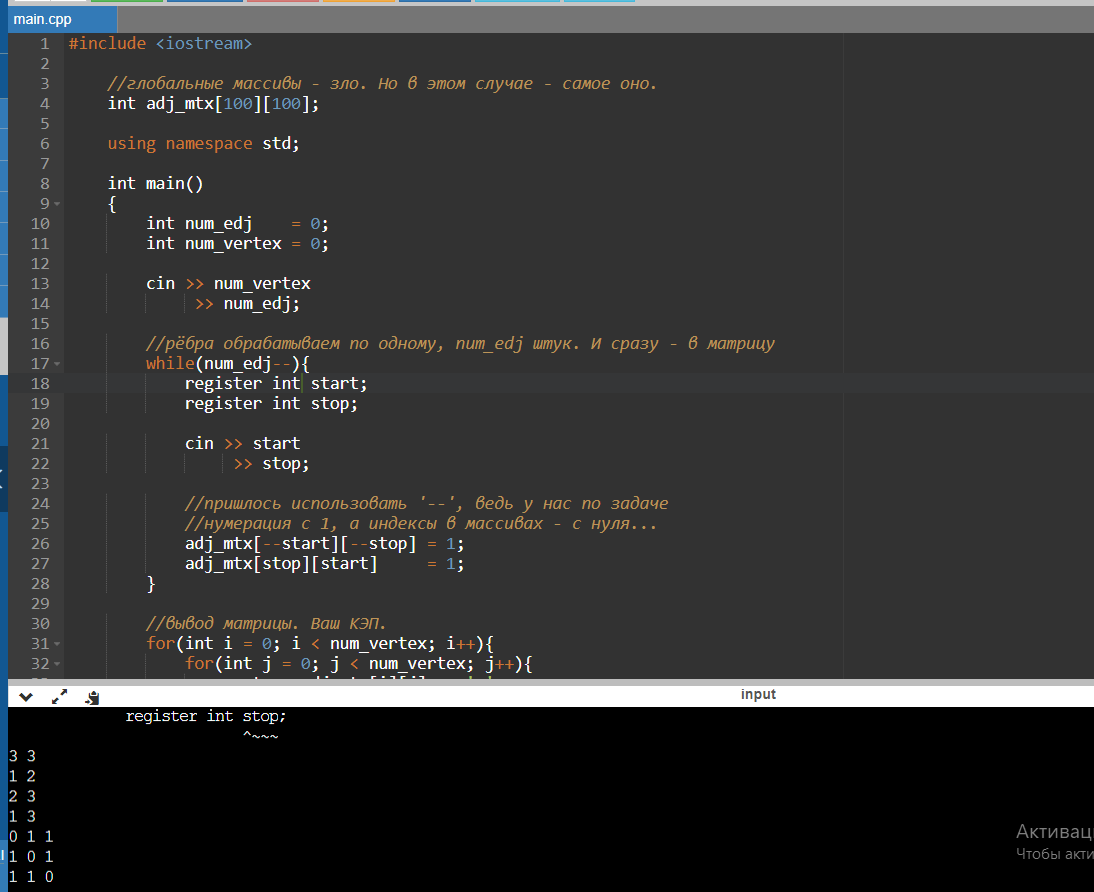 main.cpp
1 #include <iostream>
2
3 //глобальные массивы - зло. Но в этом случае - самое оно.
4 int adj_mtx[100][100];
5
6 using namespace std;
7
8 int main()
9 {
10 int num_edj    = 0;
11 int num_vertex = 0;
12
13 cin >> num_vertex
14 >> num_edj;
15
16 //рёбра обрабатываем по одному, num_edj штук. И сразу - в матрицу
17 while(num_edj--){
18 register int start;
19 register int stop;
20
21 cin >> start
22 >> stop;
23
24 //пришлось использовать '--', ведь у нас по задаче
25 //нумерация с 1, а индексы в массивах - с нуля...
26 adj_mtx[--start][--stop] = 1;
27 adj_mtx[stop][start]     = 1;
28 }
29
30 //вывод матрицы. Ваш КЭП.
31 for(int i = 0; i < num_vertex; i++){
32 for(int j = 0; j < num_vertex; j++){
input
register int stop;
^~~~
3 3
1 2
2 3
1 3
0 1 1
1 0 1
1 1 0
Активац
Чтобы акти